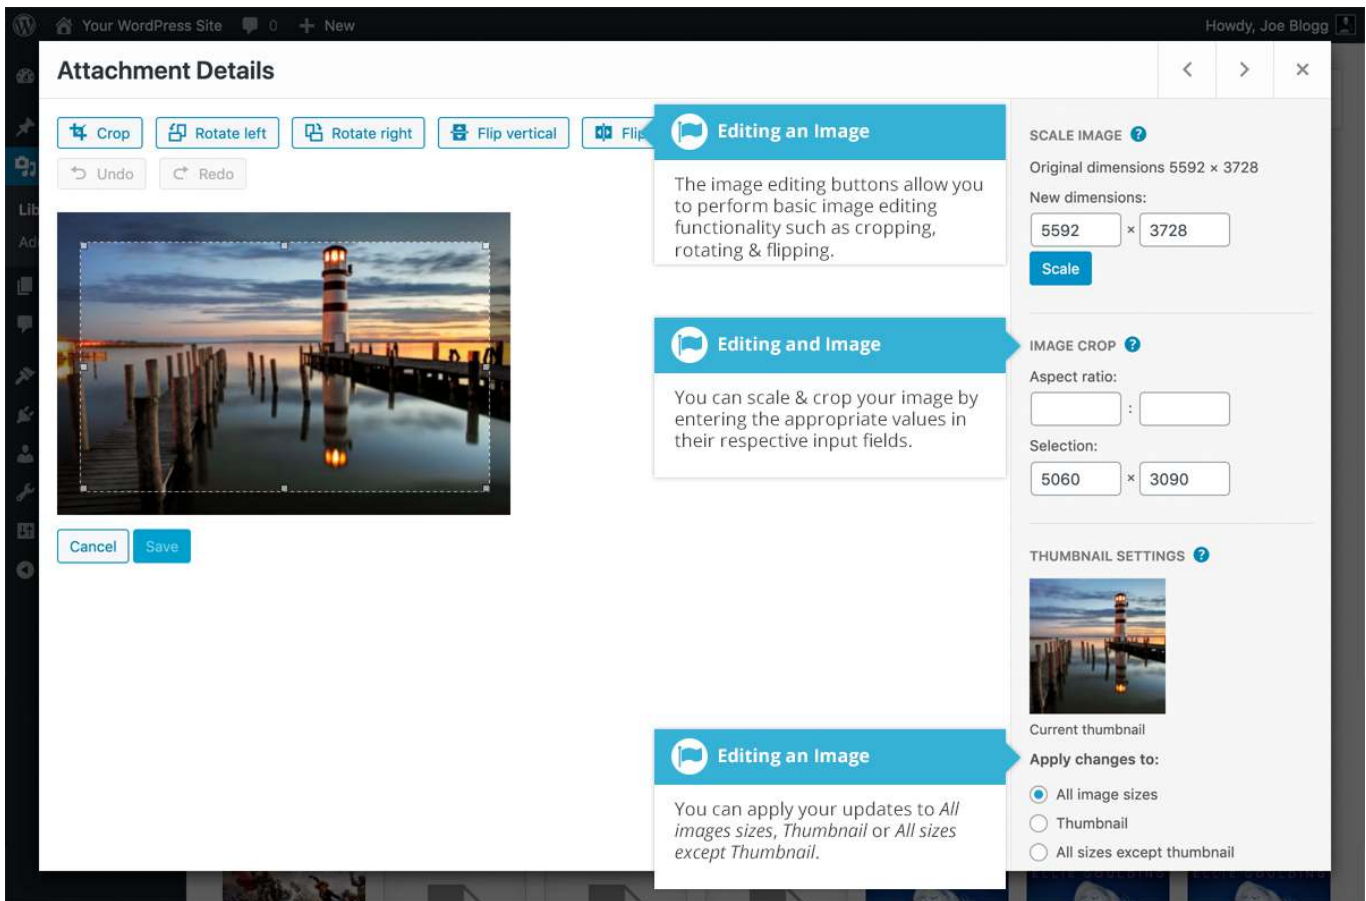 Your WordPress Site 0 + New
Howdy, Joe Blogg
Attachment Details
Crop Rotate left Rotate right Flip vertical Flip
Undo Redo
Cancel Save
Editing an Image
The image editing buttons allow you
to perform basic image editing
functionality such as cropping,
rotating & flipping.
Editing and Image
You can scale & crop your image by
entering the appropriate values in
their respective input fields.
Editing an Image
You can apply your updates to All
images sizes, Thumbnail or All sizes
except Thumbnail.
SCALE IMAGE ?
Original dimensions 5592 × 3728
New dimensions:
5592 × 3728
Scale
IMAGE CROP ?
Aspect ratio:
:
Selection:
5060 × 3090
THUMBNAIL SETTINGS ?
Current thumbnail
Apply changes to:
All image sizes
Thumbnail
All sizes except thumbnail
Lib
Ad